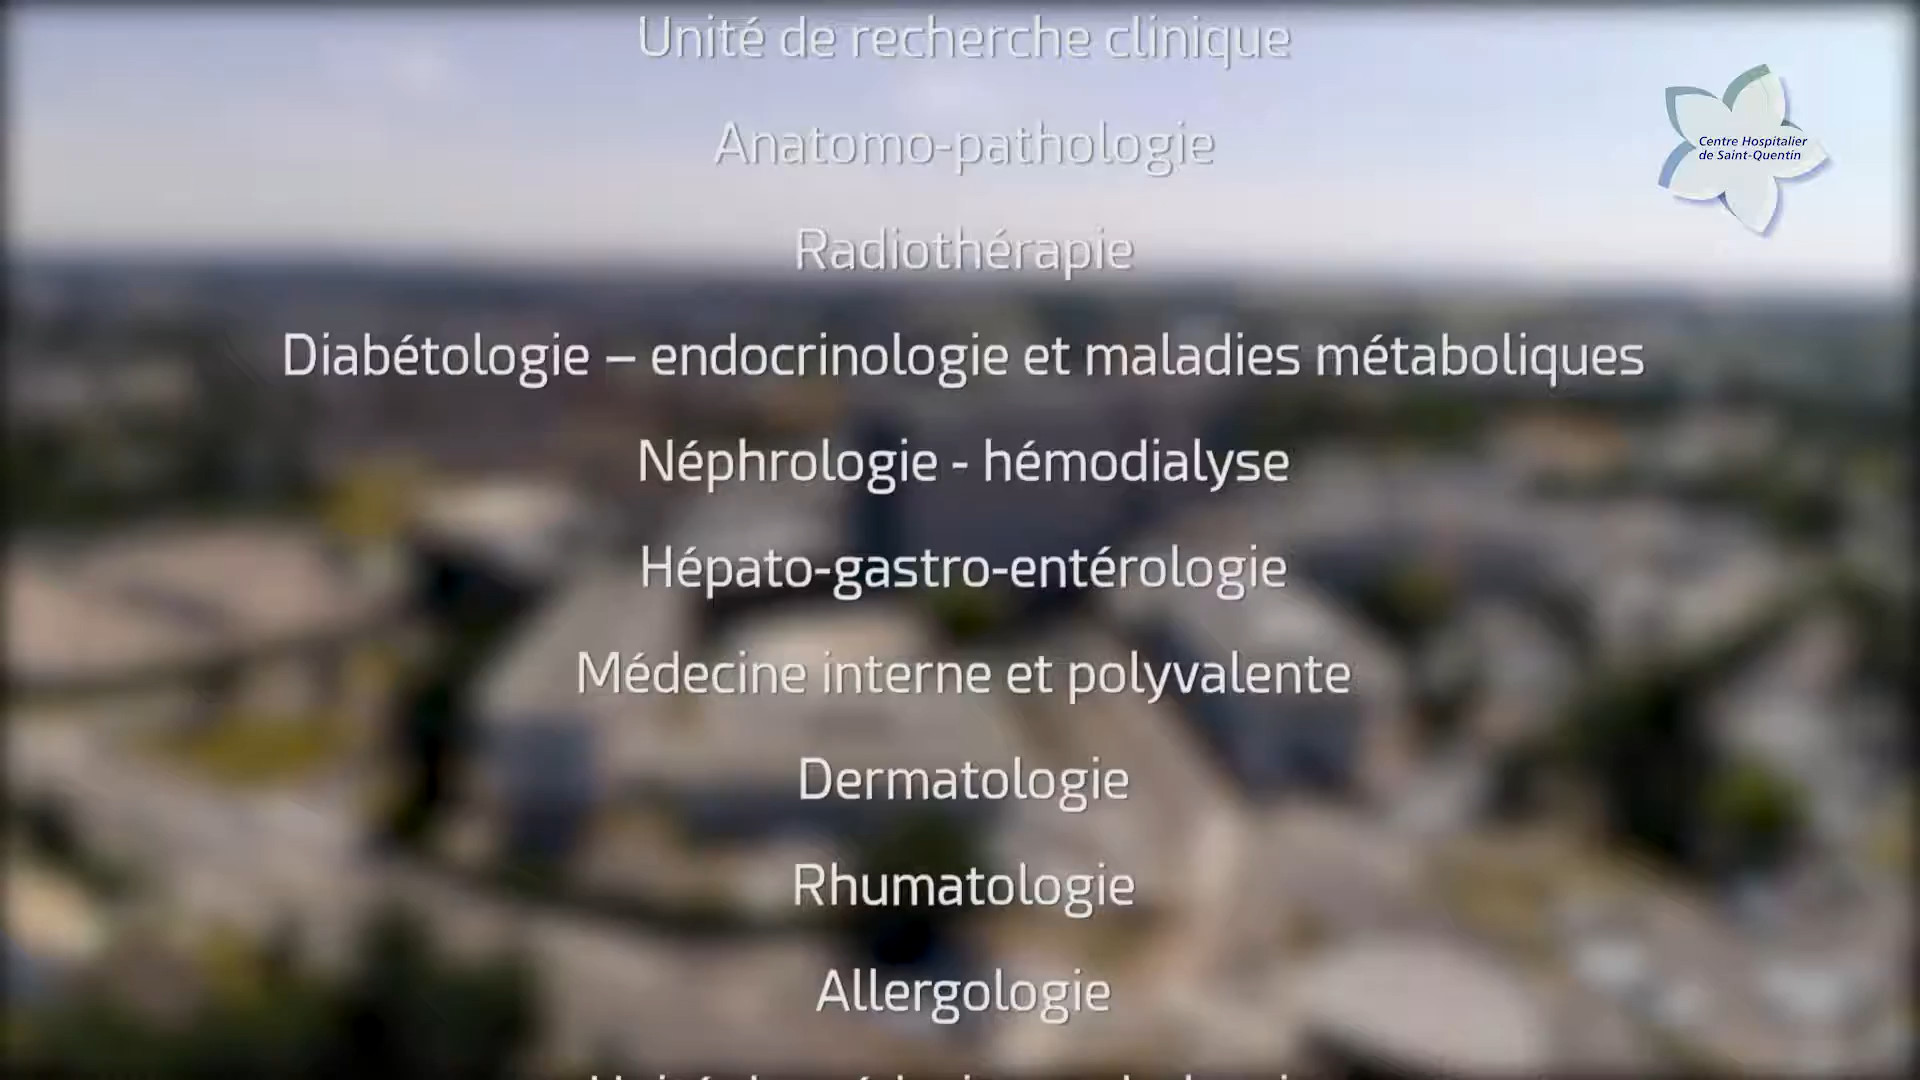 Unité de recherche clinique
Centre Hospitalier
de Saint-Quentin
Anatomo-pathologie
Radiothérapie
Diabétologie – endocrinologie et maladies métaboliques
Néphrologie - hémodialyse
Hépato-gastro-entérologie
Médecine interne et polyvalente
Dermatologie
Rhumatologie
Allergologie